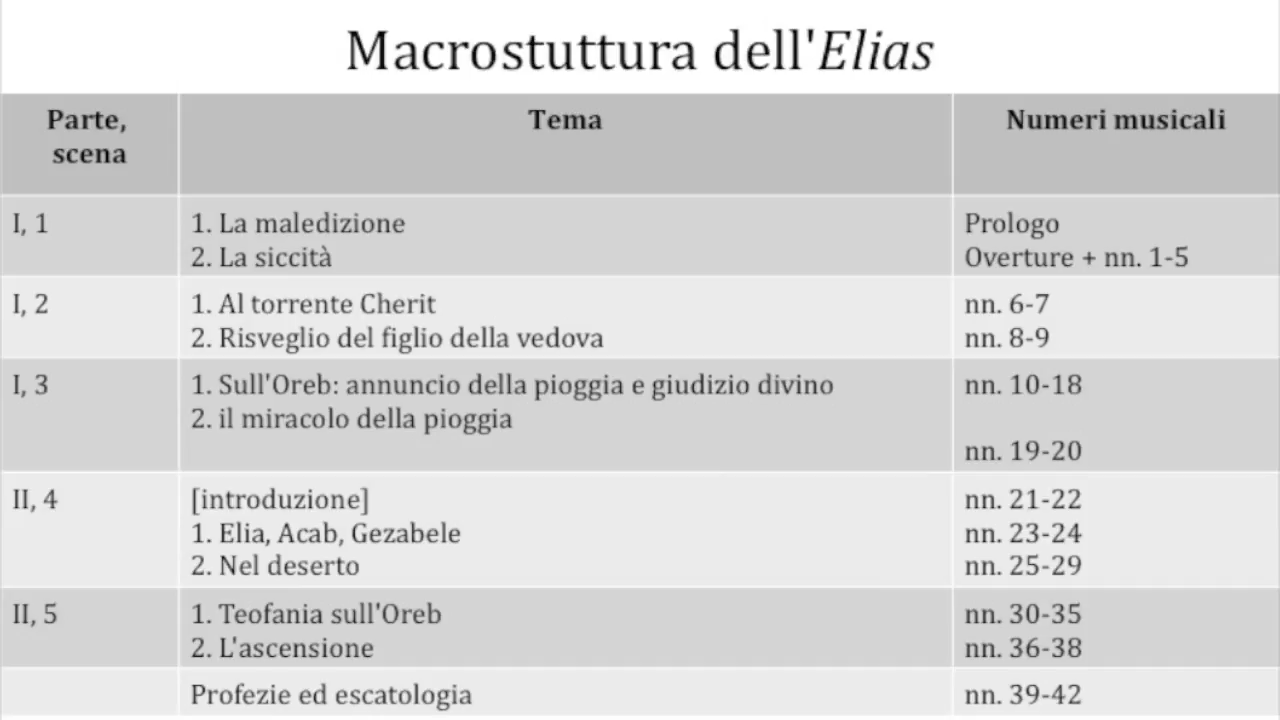 Macrostuttura dell'Elias
Parte, scena Tema Numeri musicali
I, 1 1. La maledizione Prologo
2. La siccità Overture + nn. 1-5
I, 2 1. Al torrente Cherit nn. 6-7
2. Risveglio del figlio della vedova nn. 8-9
I, 3 1. Sull'Oreb: annuncio della pioggia e giudizio divino nn. 10-18
2. il miracolo della pioggia
nn. 19-20
II, 4 [introduzione] nn. 21-22
1. Elia, Acab, Gezabele nn. 23-24
2. Nel deserto nn. 25-29
II, 5 1. Teofania sull'Oreb nn. 30-35
2. L'ascensione nn. 36-38
Profezie ed escatologia nn. 39-42